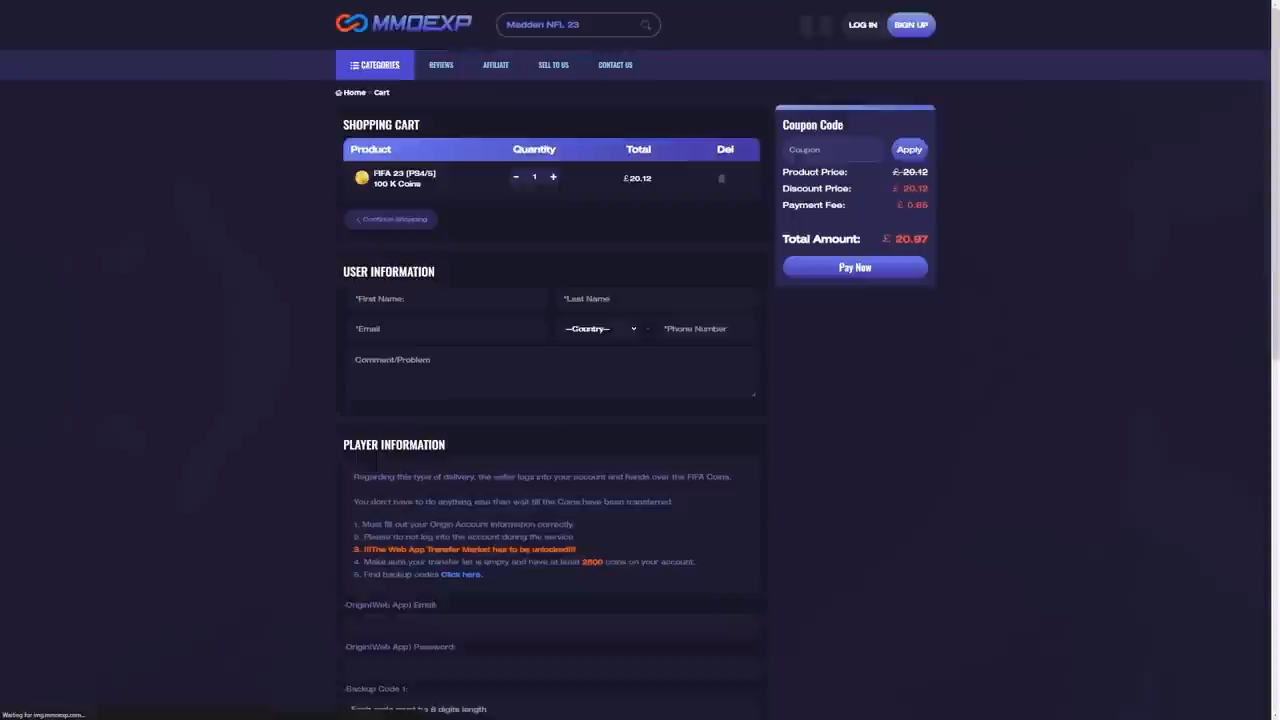 MMOEXP
Madden NFL 23
LOG IN
SIGN UP
CATEGORIES
REVIEWS
AFFILIATE
SELL TO US
CONTACT US
Home
Cart
SHOPPING CART
Product Quantity Total Del
FIFA 23 [PS4/5]
100 K Coins
- 1 +
£20.12
< Continue Shopping
USER INFORMATION
*First Name:
*Last Name
*Email
--Country--
-
*Phone Number
Comment/Problem
PLAYER INFORMATION
Regarding this type of delivery, the seller logs into your account and hands over the FIFA Coins.
You don't have to do anything else than wait till the Coins have been transferred
1. Must fill out your Origin Account information correctly.
2. Please do not log into the account during the service
3. !!!The Web App Transfer Market has to be unlocked!!!
4. Make sure your transfer list is empty and have at least 2500 coins on your account.
5. Find backup codes Click here.
Origin(Web App) Email:
Origin(Web App) Password:
Backup Code 1:
Each code must be 8 digits length
Coupon Code
Coupon
Apply
Product Price: £ 20.12
Discount Price: £ 20.12
Payment Fee: £ 0.85
Total Amount: £ 20.97
Pay Now
Waiting for img.mmoexp.com...